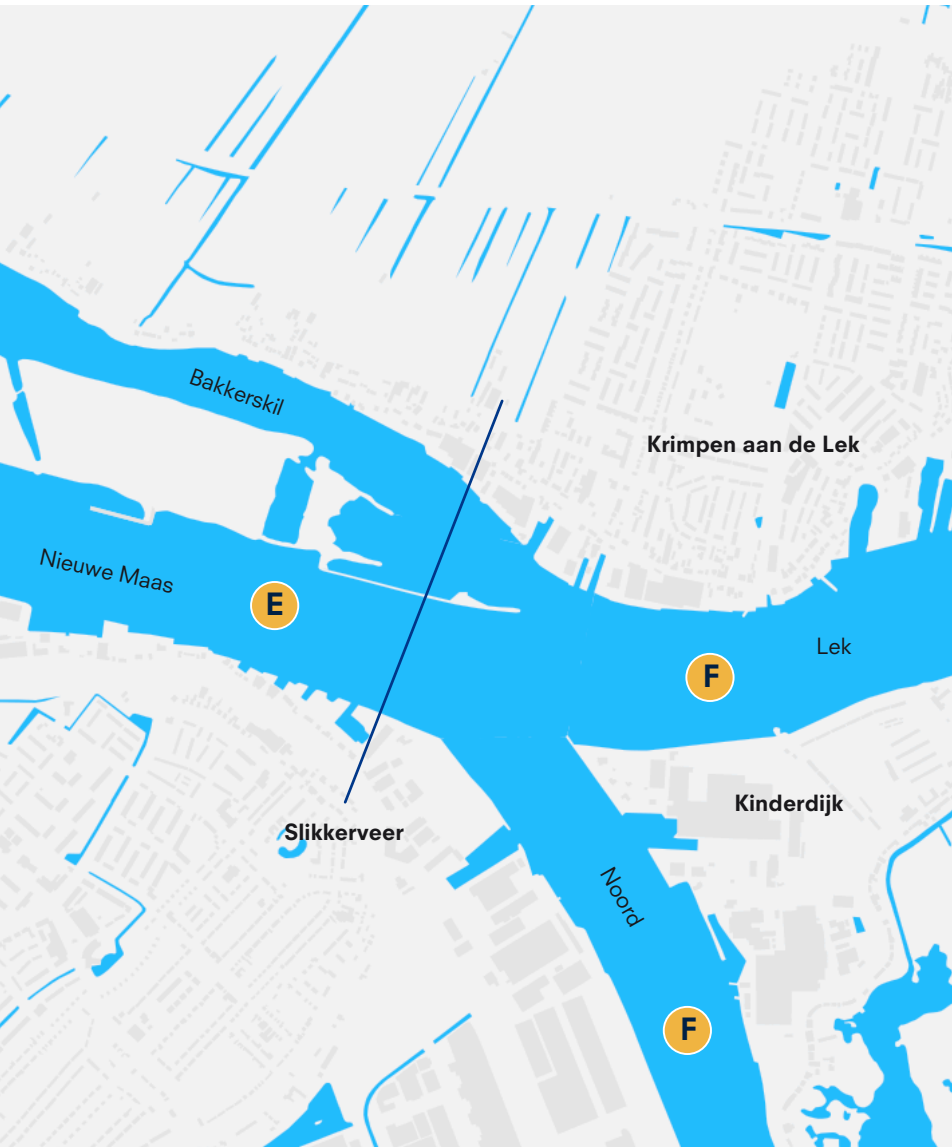 Bakkerskil
Krimpen aan de Lek
Nieuwe Maas
E
Lek
F
Kinderdijk
Slikkerveer
Noord
F